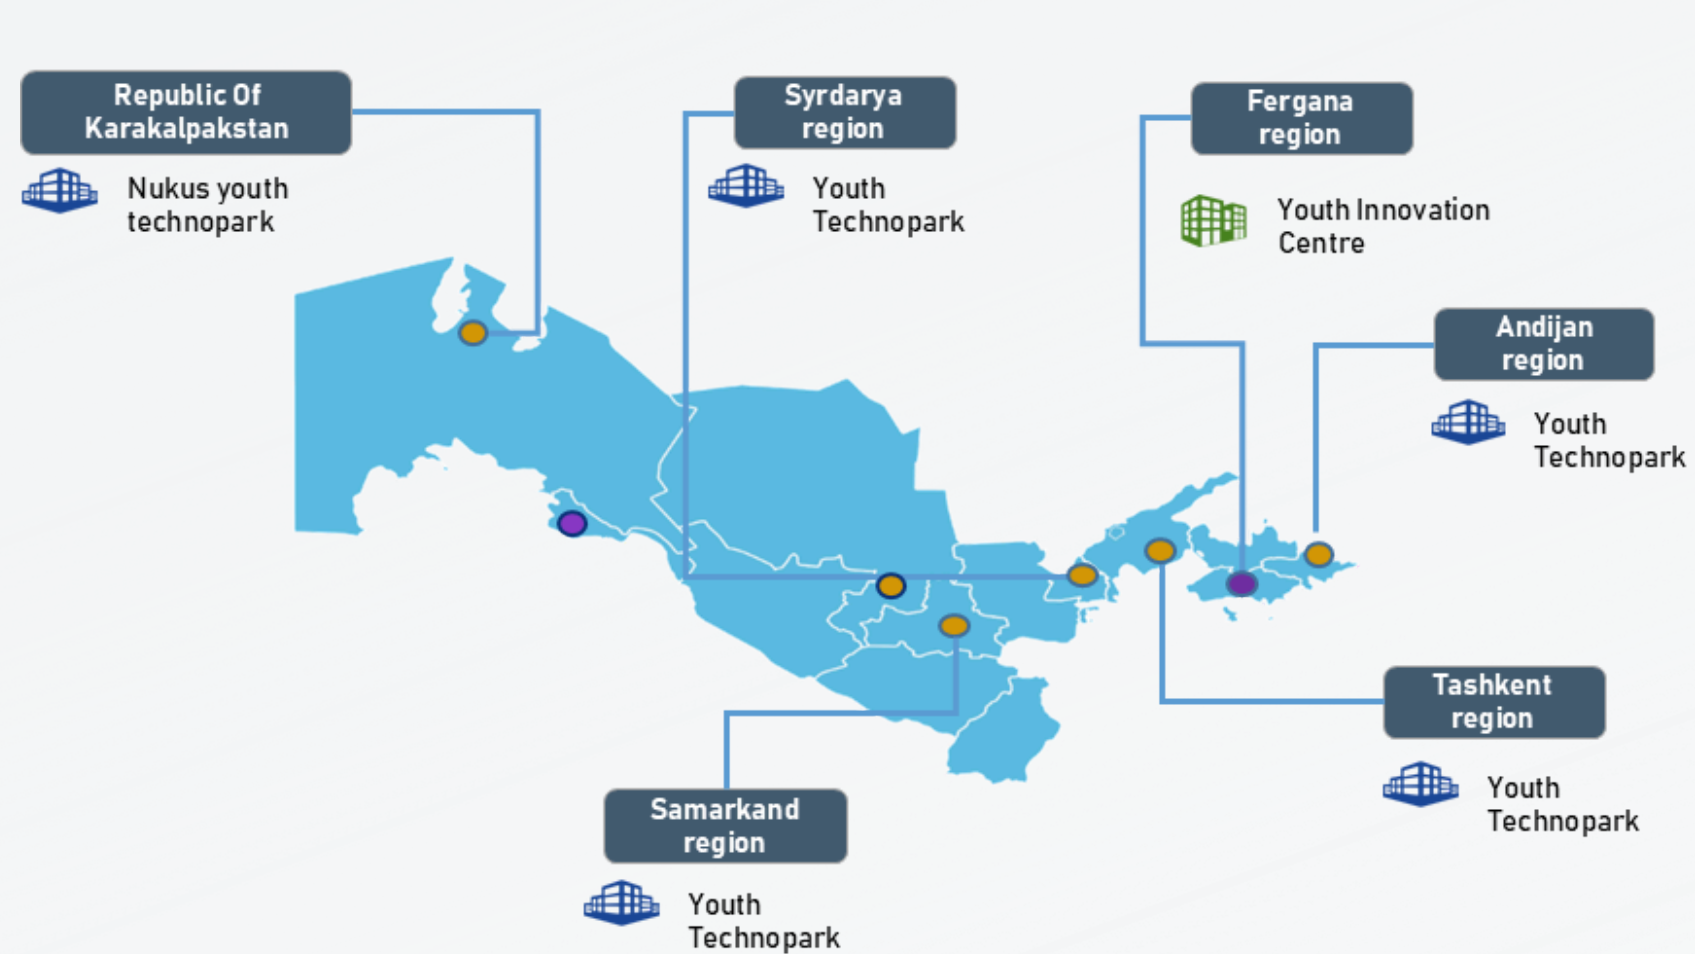 Republic Of
Karakalpakstan
Nukus youth
technopark
Syrdarya
region
Youth
Technopark
Fergana
region
Youth Innovation
Centre
Andijan
region
Youth
Technopark
Tashkent
region
Youth
Technopark
Samarkand
region
Youth
Technopark